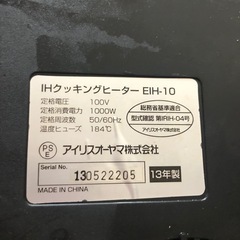 IHクッキングヒーター EIH-10
定格電圧 100V
定格消費電力 1000W
定格周波数 50/60Hz
温度ヒューズ 184℃
総務省基準適合
型式確認 第IRIH-04号
アイリスオーヤマ株式会社
PS
E
アイリスオーヤマ株式会社
Serial No.
130522205
13年製
MADE IN CHINA